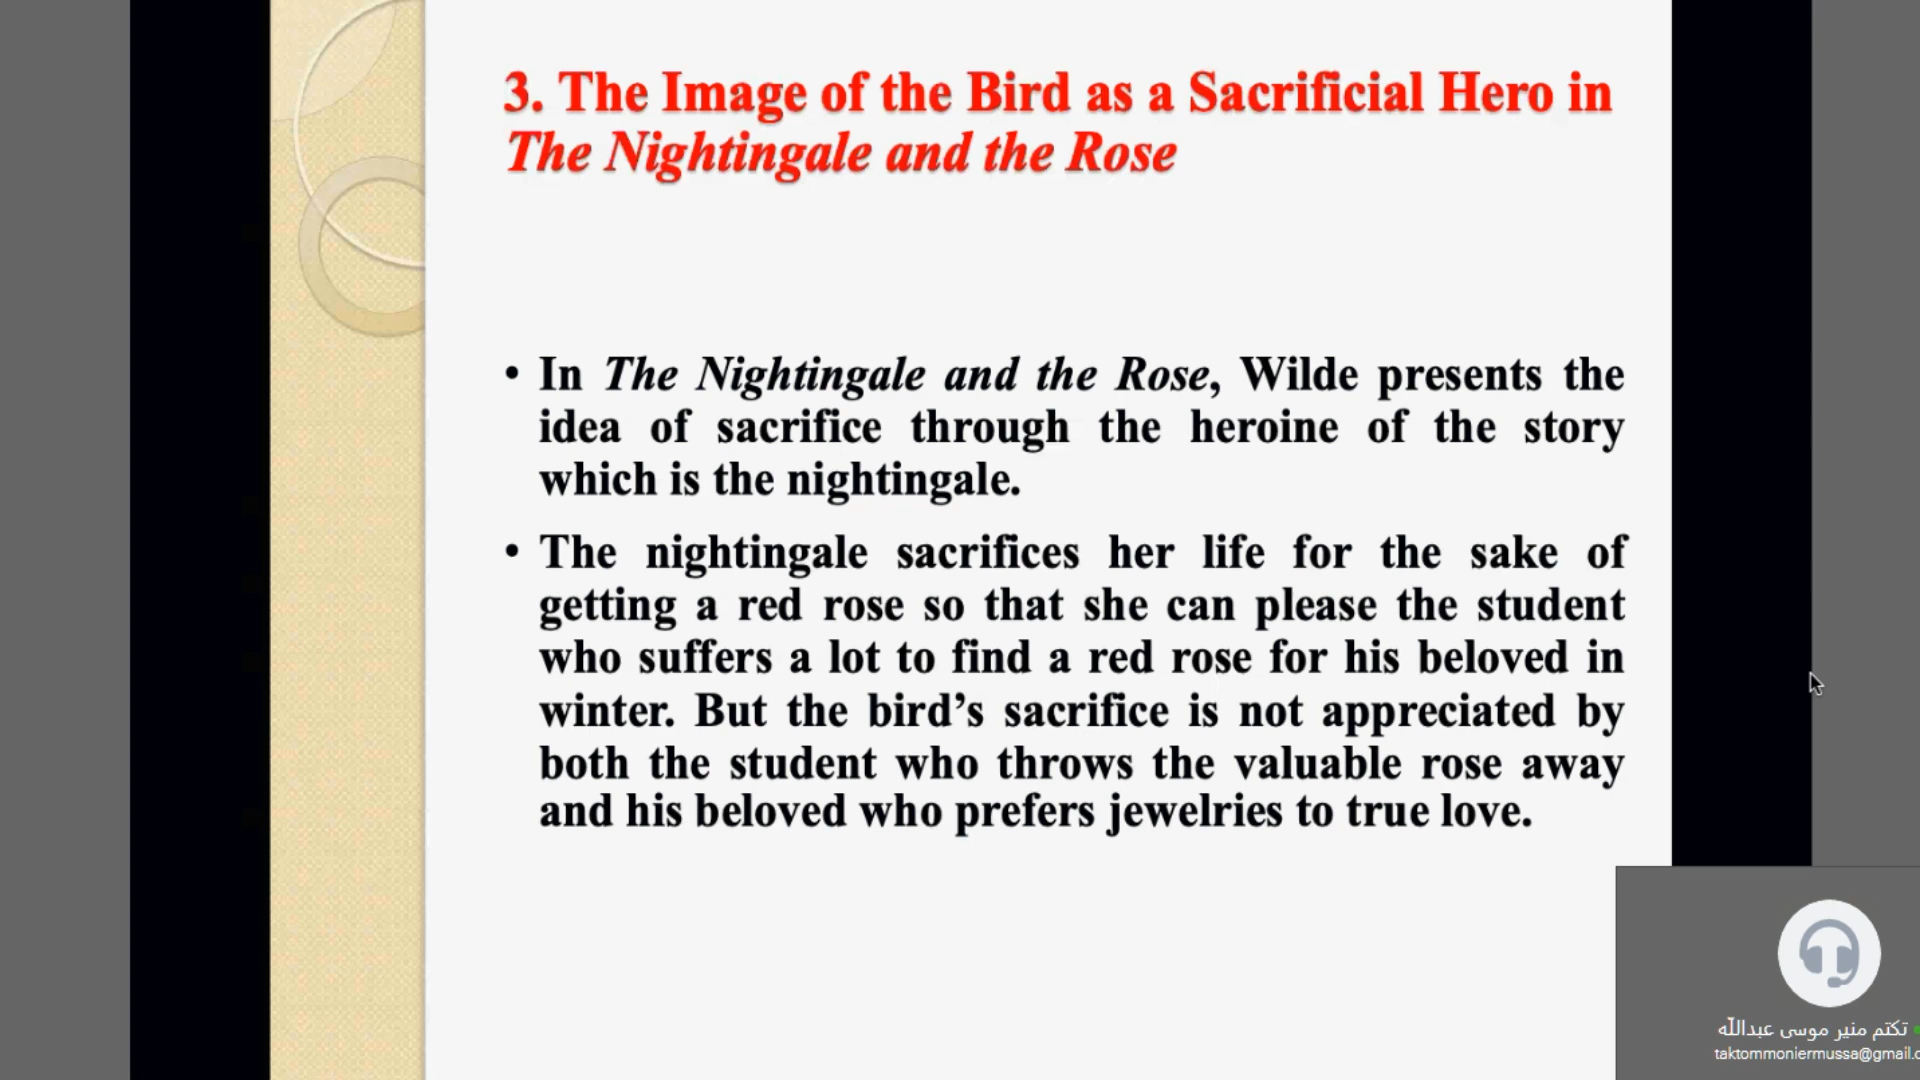 3. The Image of the Bird as a Sacrificial Hero in
The Nightingale and the Rose
• In The Nightingale and the Rose, Wilde presents the
idea of sacrifice through the heroine of the story
which is the nightingale.
• The nightingale sacrifices her life for the sake of
getting a red rose so that she can please the student
who suffers a lot to find a red rose for his beloved in
winter. But the bird’s sacrifice is not appreciated by
both the student who throws the valuable rose away
and his beloved who prefers jewelries to true love.
تكتم منير موسى عبدالله
taktommoniermussa@gmail.c